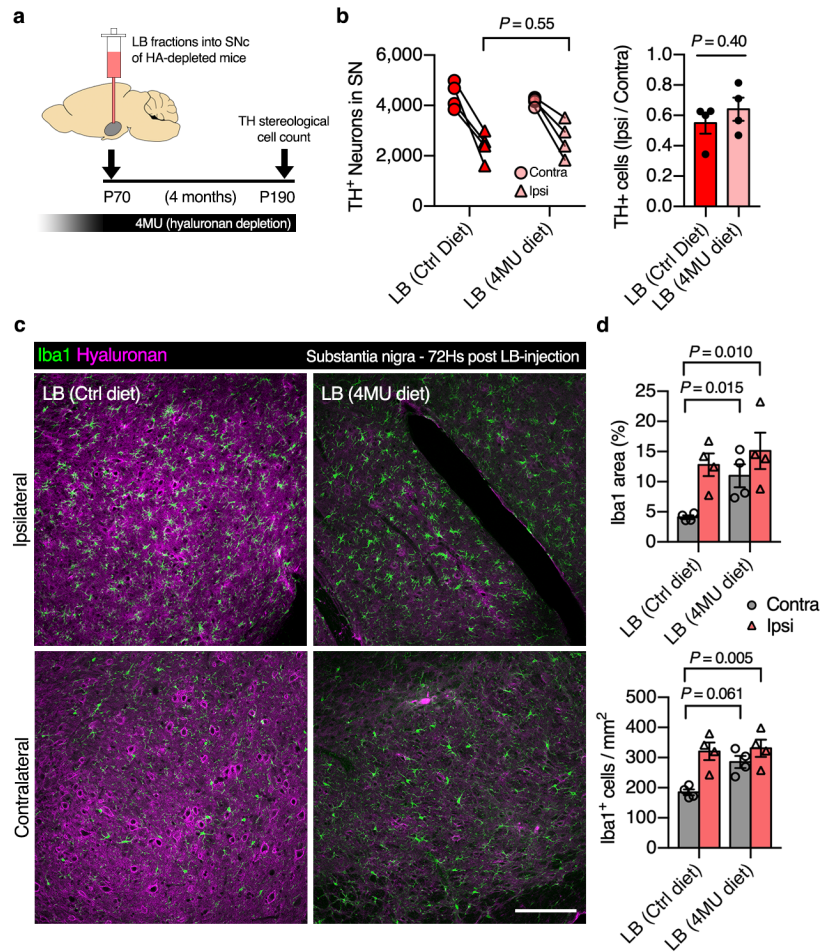 a
LB fractions into SNc
of HA-depleted mice
TH stereological
cell count
P70 (4 months) P190
4MU (hyaluronan depletion)
b
P = 0.55
TH+ Neurons in SN
6,000
4,000
2,000
0
Contra
Ipsi
LB (Ctrl Diet)
LB (4MU diet)
P = 0.40
TH+ cells (Ipsi / Contra)
1.0
0.8
0.6
0.4
0.2
0.0
LB (Ctrl Diet)
LB (4MU diet)
c
Iba1 Hyaluronan
Substantia nigra - 72Hs post LB-injection
LB (Ctrl diet)
LB (4MU diet)
Ipsilateral
Contralateral
d
P = 0.010
P = 0.015
Iba1 area (%)
25
20
15
10
5
0
LB (Ctrl diet)
LB (4MU diet)
Contra
Ipsi
P = 0.005
P = 0.061
Iba1+ cells / mm2
500
400
300
200
100
0
LB (Ctrl diet)
LB (4MU diet)